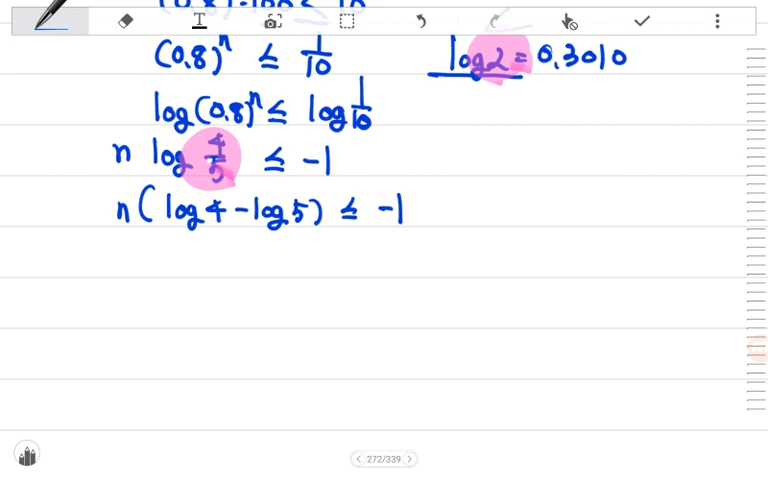 (0.8)ⁿ ≤ 1/10
log2 = 0.3010
log(0.8)ⁿ ≤ log 1/10
n log 4/5 ≤ -1
n(log4-log5) ≤ -1
272/339